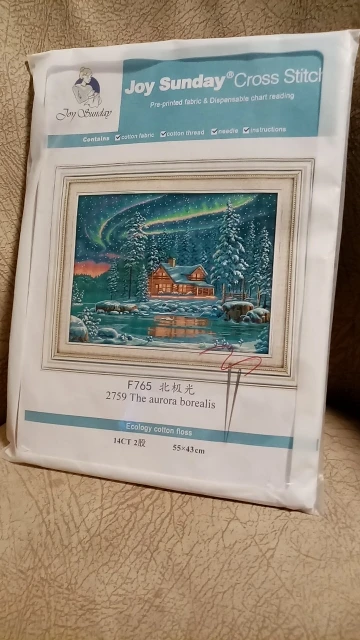 Joy Sunday® Cross Stitch
Pre-printed fabric & Dispensable chart reading
Joy Sunday
Contains cotton fabric cotton thread needle instructions
F765 北极光
2759 The aurora borealis
Ecology cotton floss
14CT 2股 55×43cm